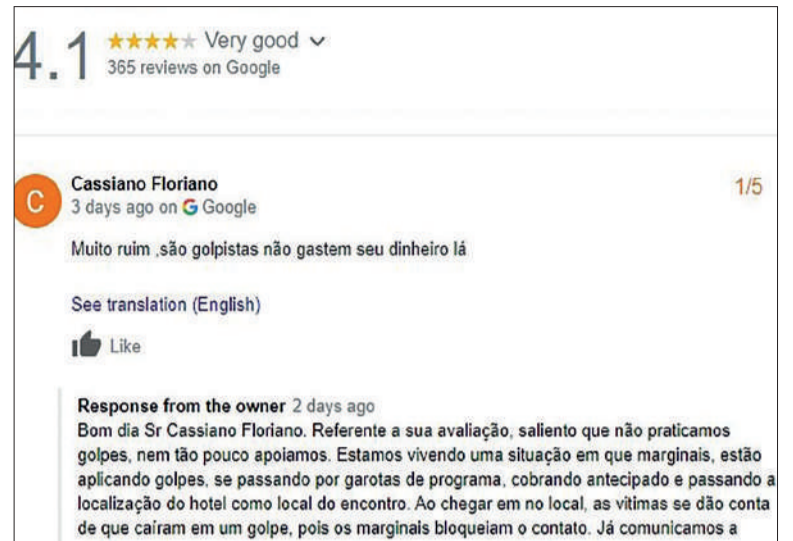 4.1 ★★★★★ Very good
365 reviews on Google
C
Cassiano Floriano
1/5
3 days ago on G Google
Muito ruim ,são golpistas não gastem seu dinheiro lá
See translation (English)
Like
Response from the owner 2 days ago
Bom dia Sr Cassiano Floriano. Referente a sua avaliação, saliento que não praticamos
golpes, nem tão pouco apoiamos. Estamos vivendo uma situação em que marginais, estão
aplicando golpes, se passando por garotas de programa, cobrando antecipado e passando a
localização do hotel como local do encontro. Ao chegar em no local, as vitimas se dão conta
de que caíram em um golpe, pois os marginais bloqueiam o contato. Já comunicamos a